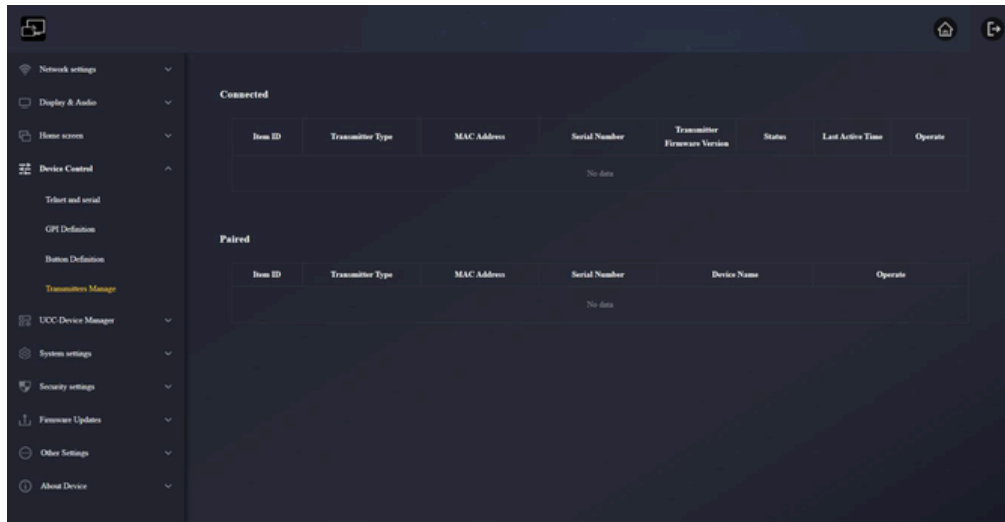 Network settings
Display & Audio
Home screen
Device Control
Telnet and serial
GPI Definition
Button Definition
Transmitters Manage
UCC-Device Manager
System settings
Security settings
Firmware Updates
Other Settings
About Device
Connected
Item ID Transmitter Type MAC Address Serial Number Transmitter Firmware Version Status Last Active Time Operate
No data
Paired
Item ID Transmitter Type MAC Address Serial Number Device Name Operate
No data